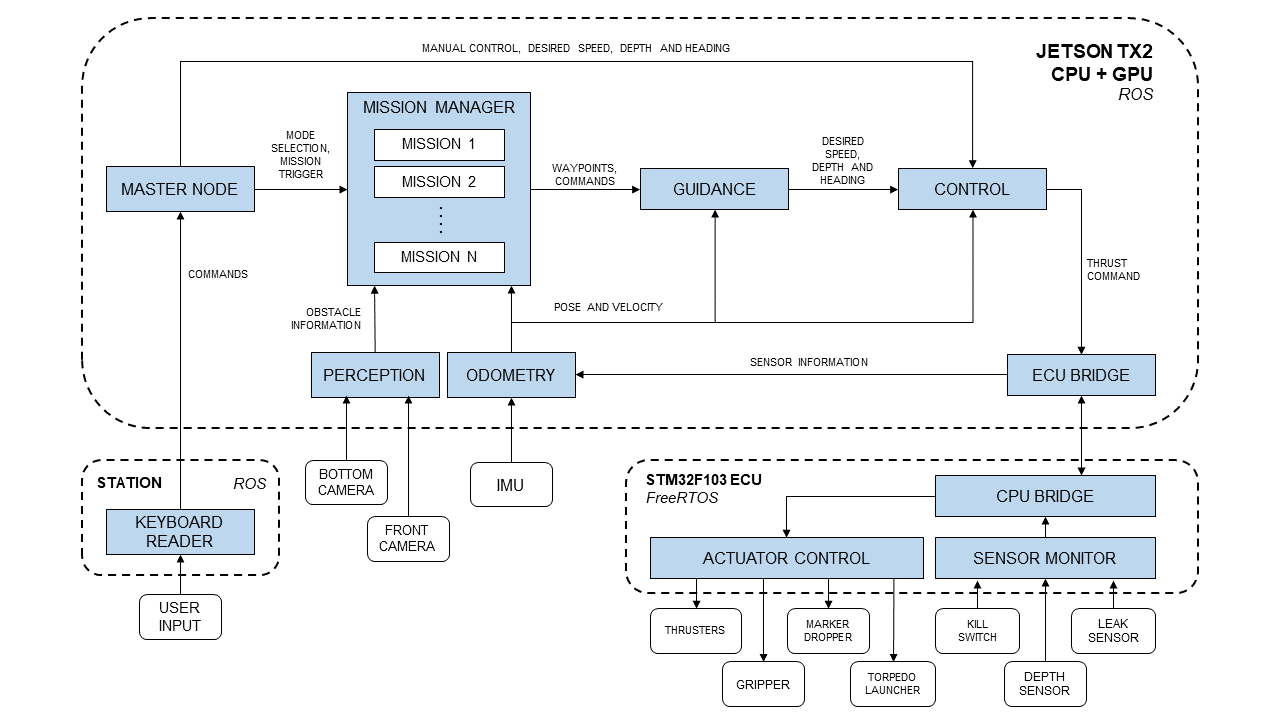 MANUAL CONTROL, DESIRED SPEED, DEPTH AND HEADING
JETSON TX2
CPU + GPU
ROS
MISSION MANAGER
MISSION 1
MISSION 2
MISSION N
MODE
SELECTION,
MISSION
TRIGGER
MASTER NODE
WAYPOINTS,
COMMANDS
GUIDANCE
DESIRED
SPEED,
DEPTH AND
HEADING
CONTROL
COMMANDS
THRUST
COMMAND
OBSTACLE
INFORMATION
POSE AND VELOCITY
PERCEPTION
ODOMETRY
SENSOR INFORMATION
ECU BRIDGE
BOTTOM
CAMERA
FRONT
CAMERA
IMU
STATION
ROS
KEYBOARD
READER
USER
INPUT
STM32F103 ECU
FreeRTOS
CPU BRIDGE
ACTUATOR CONTROL
SENSOR MONITOR
THRUSTERS
MARKER
DROPPER
KILL
SWITCH
LEAK
SENSOR
GRIPPER
TORPEDO
LAUNCHER
DEPTH
SENSOR